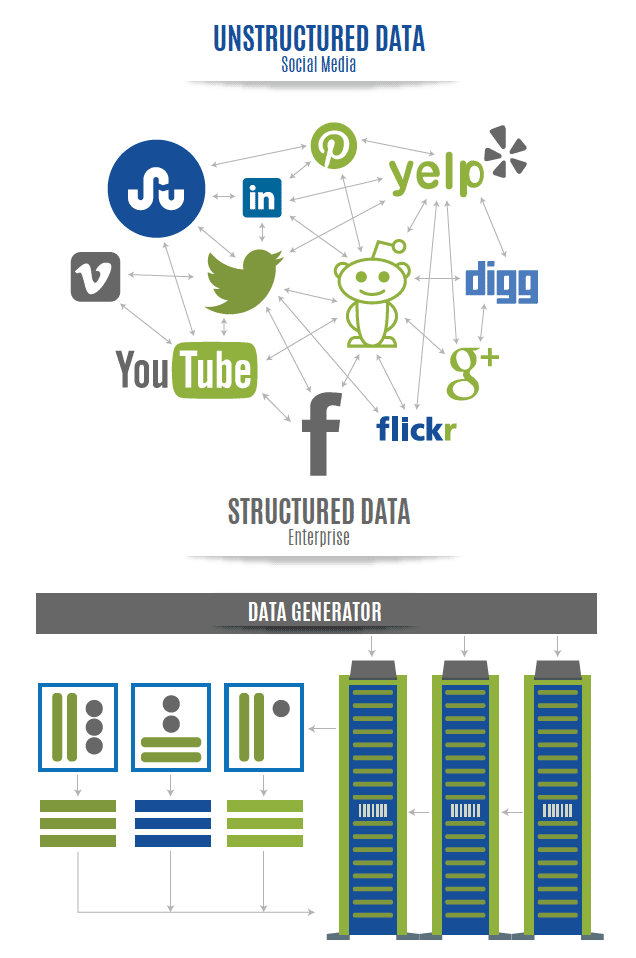 UNSTRUCTURED DATA
Social Media
yelp
in
digg
YouTube
g+
f
flickr
STRUCTURED DATA
Enterprise
DATA GENERATOR